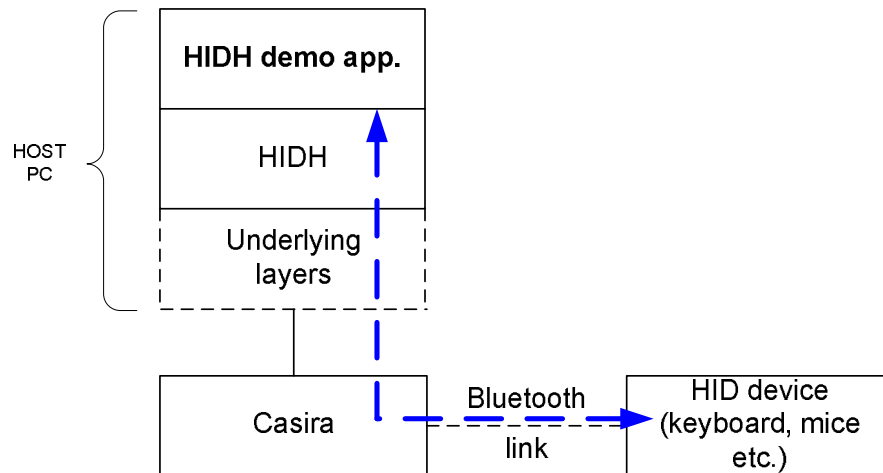 HIDH demo app.
HOST
PC
HIDH
Underlying
layers
Casira
Bluetooth
link
HID device
(keyboard, mice
etc.)